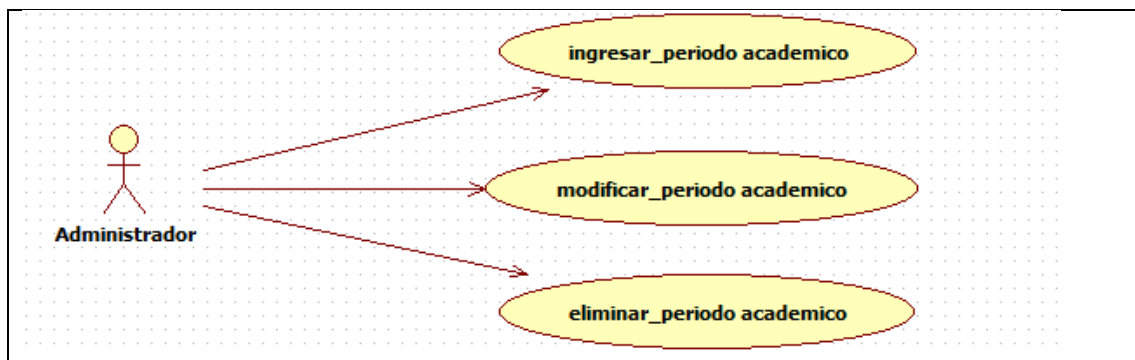 ingresar_periodo academico
modificar_periodo academico
Administrador
eliminar_periodo academico